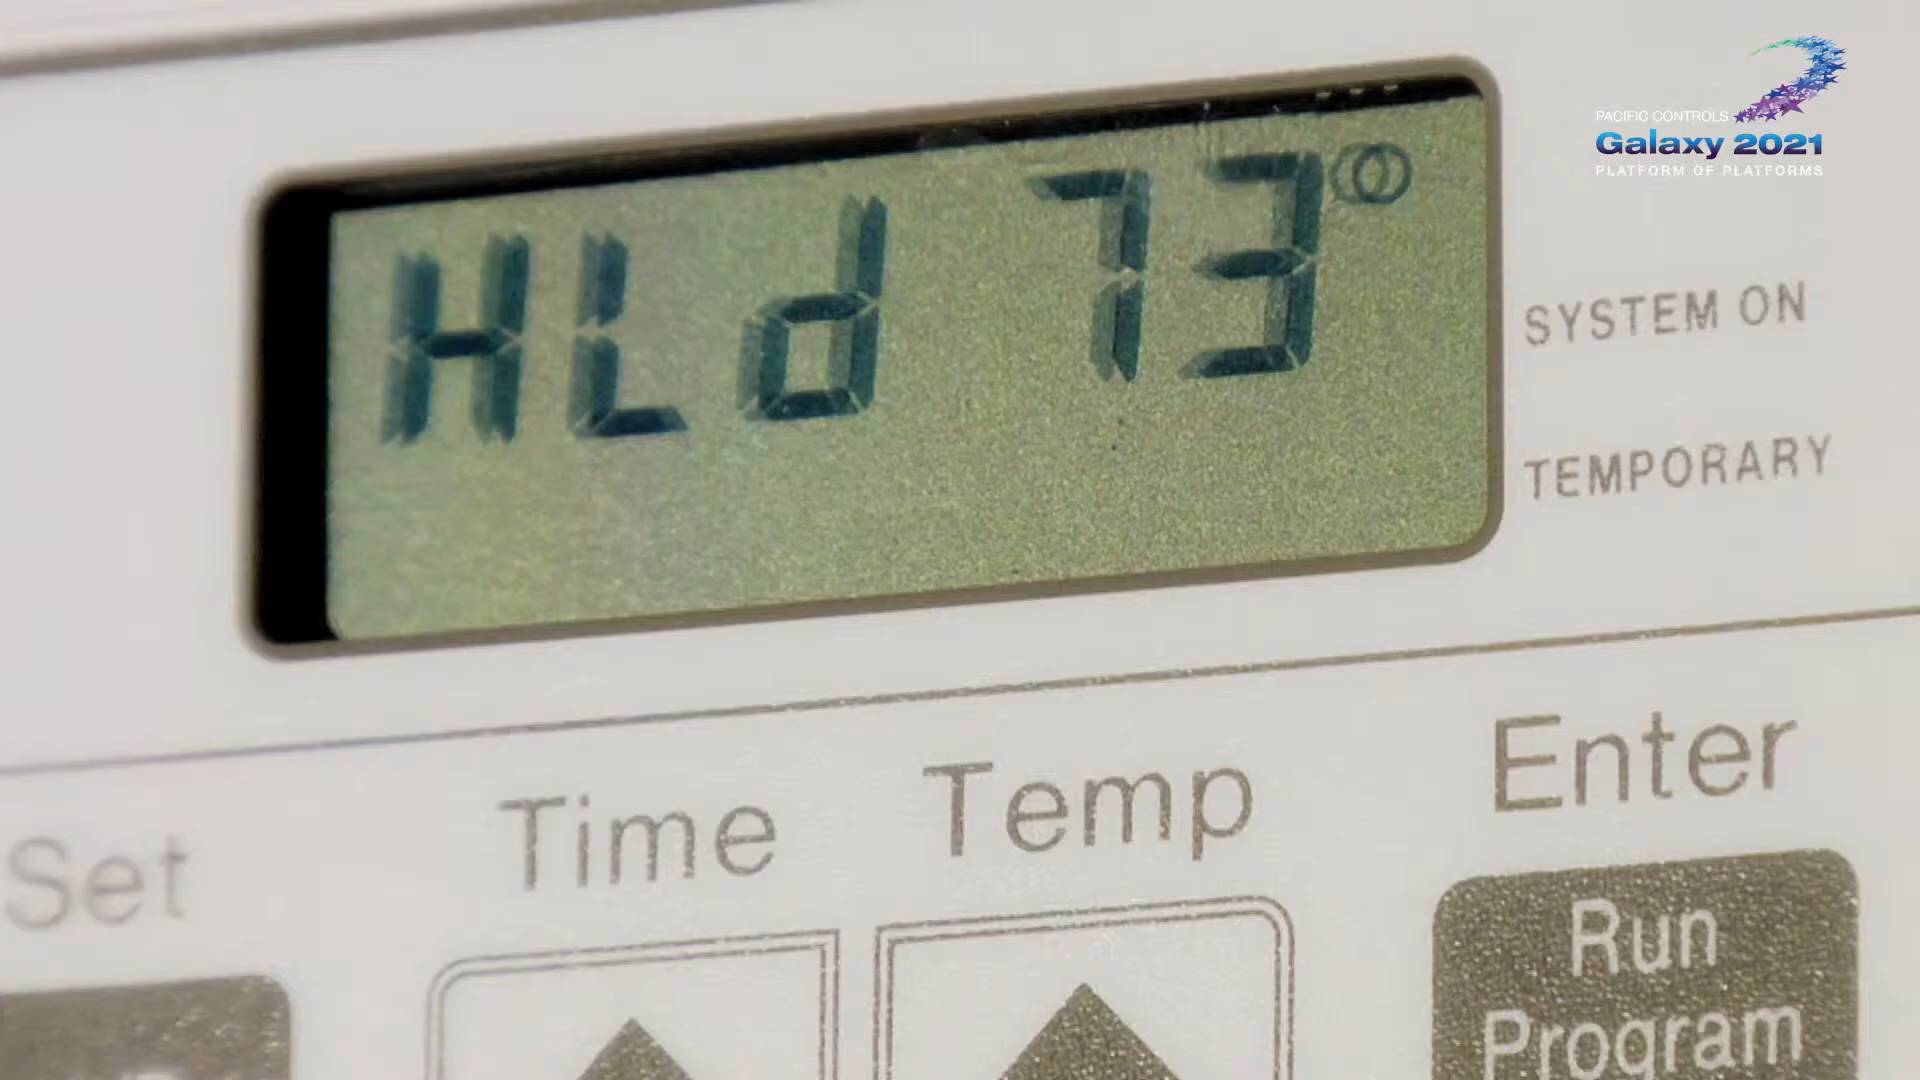 PACIFIC CONTROLS
Galaxy 2021
PLATFORM OF PLATFORMS
HLd 73°
SYSTEM ON
TEMPORARY
Set
Time
Temp
Enter
Run
Program